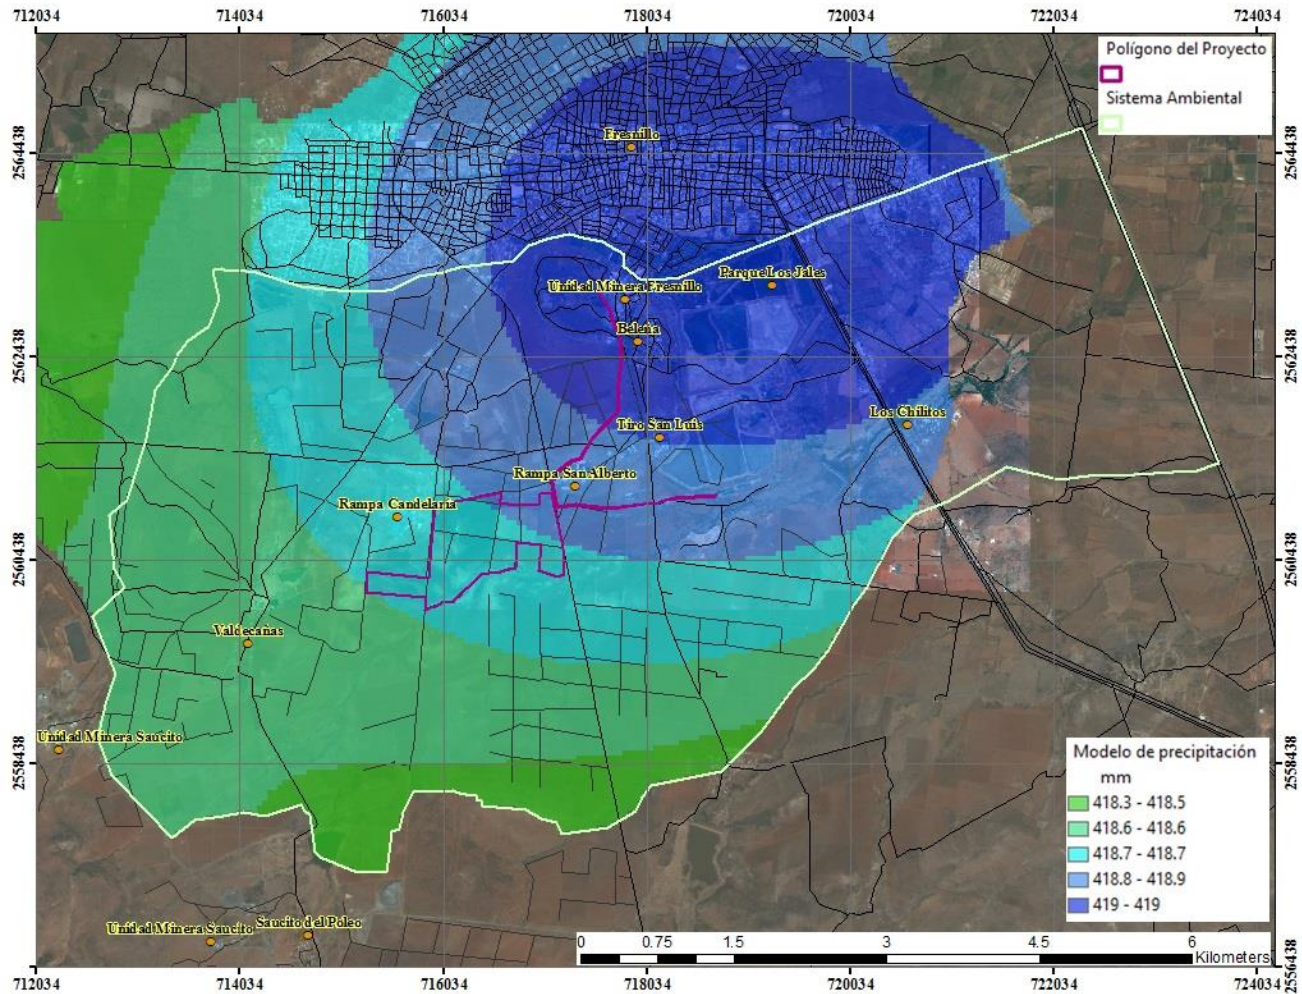 712034 714034 716034 718034 720034 722034 724034
Polígono del Proyecto
Sistema Ambiental
2564438 2564438
Fresnillo
Parque Los Jales
Unidad Minera Fresnillo
Beleña
2562438 2562438
Los Chilitos
Tiro San Luis
Rampa San Alberto
Rampa Candelaria
2560438 2560438
Valdecañas
Unidad Minera Saucito
2558438 2558438
Modelo de precipitación
mm
418.3 - 418.5
418.6 - 418.6
418.7 - 418.7
418.8 - 418.9
419 - 419
Saucito del Poleo
Unidad Minera Saucito
0 0.75 1.5 3 4.5 6
Kilometers
2556438 2556438
712034 714034 716034 718034 720034 722034 724034